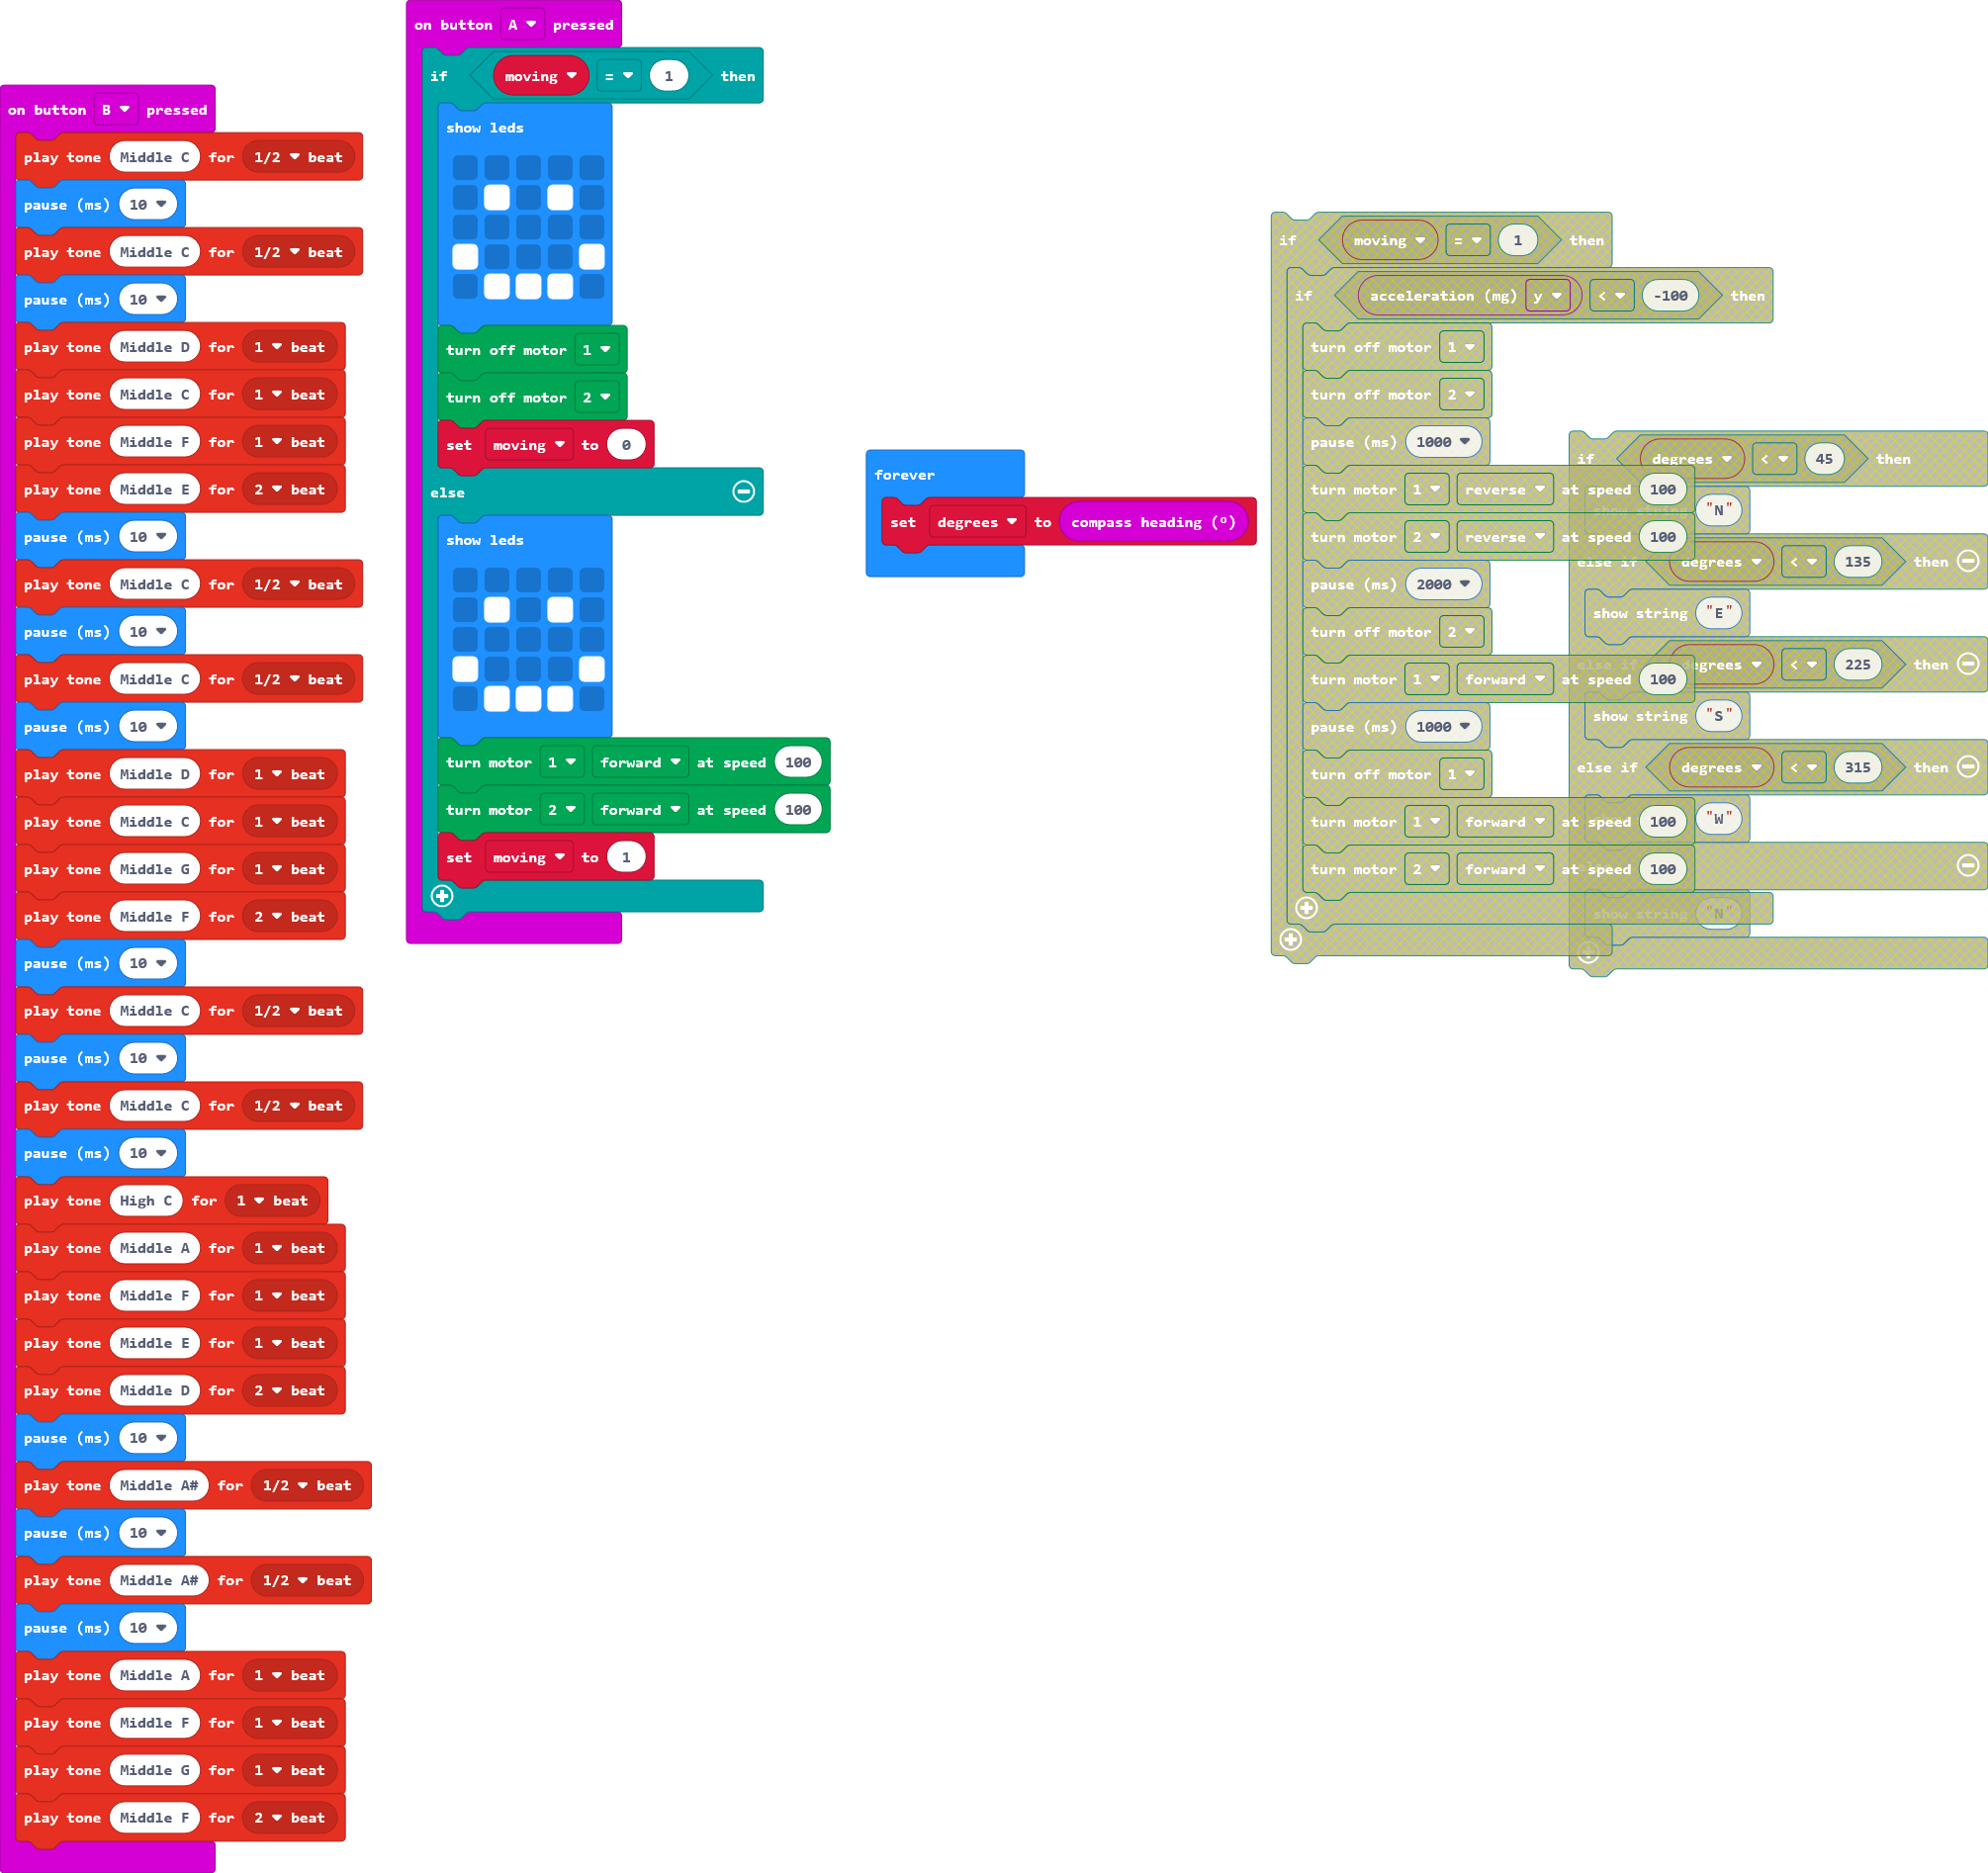 on button B pressed
play tone Middle C for 1/2 beat
pause (ms) 10
play tone Middle C for 1/2 beat
pause (ms) 10
play tone Middle D for 1 beat
play tone Middle C for 1 beat
play tone Middle F for 1 beat
play tone Middle E for 2 beat
pause (ms) 10
play tone Middle C for 1/2 beat
pause (ms) 10
play tone Middle C for 1/2 beat
pause (ms) 10
play tone Middle D for 1 beat
play tone Middle C for 1 beat
play tone Middle G for 1 beat
play tone Middle F for 2 beat
pause (ms) 10
play tone Middle C for 1/2 beat
pause (ms) 10
play tone Middle C for 1/2 beat
pause (ms) 10
play tone High C for 1 beat
play tone Middle A for 1 beat
play tone Middle F for 1 beat
play tone Middle E for 1 beat
play tone Middle D for 2 beat
pause (ms) 10
play tone Middle A# for 1/2 beat
pause (ms) 10
play tone Middle A# for 1/2 beat
pause (ms) 10
play tone Middle A for 1 beat
play tone Middle F for 1 beat
play tone Middle G for 1 beat
play tone Middle F for 2 beat
on button A pressed
if moving = 1 then
show leds
turn off motor 1
turn off motor 2
set moving to 0
else
show leds
turn motor 1 forward at speed 100
turn motor 2 forward at speed 100
set moving to 1
forever
set degrees to compass heading (º)
if moving = 1 then
if acceleration (mg) y < -100 then
turn off motor 1
turn off motor 2
pause (ms) 1000
turn motor 1 reverse at speed 100
turn motor 2 reverse at speed 100
pause (ms) 2000
turn off motor 2
turn motor 1 forward at speed 100
pause (ms) 1000
turn off motor 1
turn motor 1 forward at speed 100
turn motor 2 forward at speed 100
if degrees < 45 then
show string "N"
else if degrees < 135 then
show string "E"
else if degrees < 225 then
show string "S"
else if degrees < 315 then
"W"
show string "N"